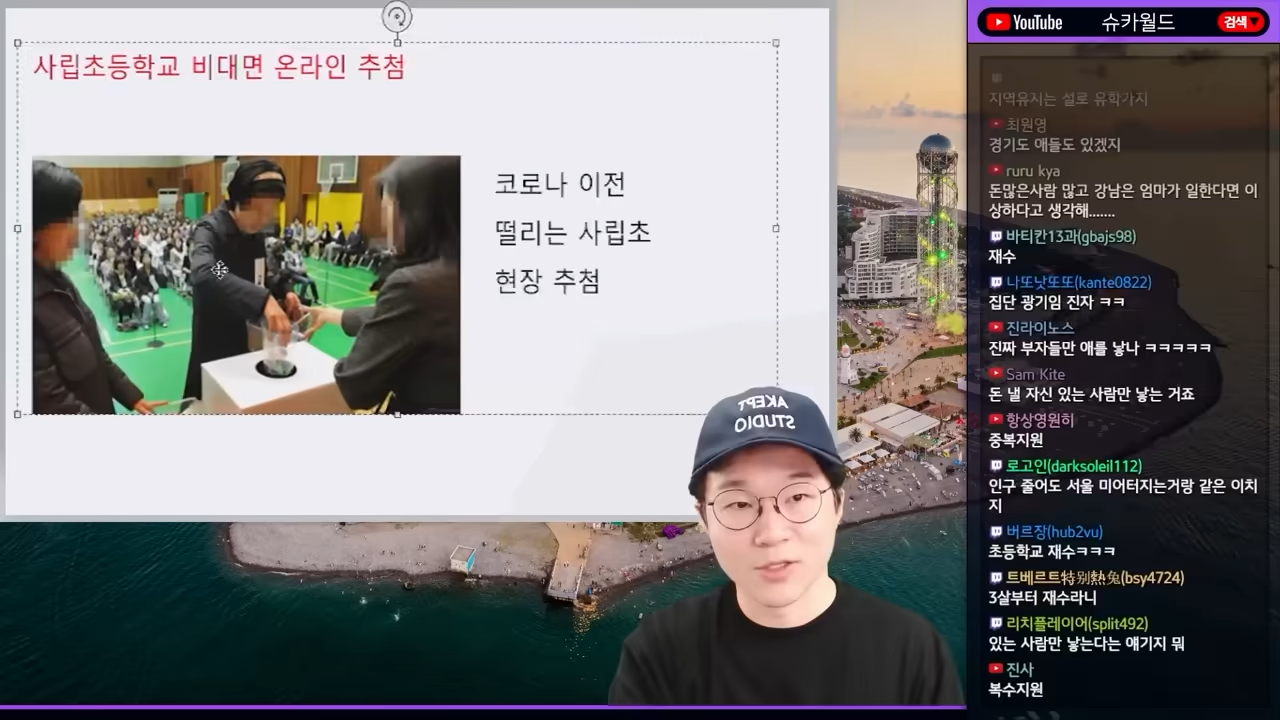 사립초등학교 비대면 온라인 추첨
코로나 이전
떨리는 사립초
현장 추첨
AKEPT
STUDIO
YouTube 슈카월드 검색
지역유지는 설로 유학가지
최원영
경기도 애들도 있겠지
ruru kya
돈많은사람 많고 강남은 엄마가 일한다면 이
상하다고 생각해.......
바티칸13과(gbajs98)
재수
나또낫또또(kante0822)
집단 광기임 진자 ㅋㅋ
진라이노스
진짜 부자들만 애를 낳나 ㅋㅋㅋㅋㅋ
Sam Kite
돈 낼 자신 있는 사람만 낳는 거죠
항상영원히
중복지원
로고인(darksoleil112)
인구 줄어도 서울 미어터지는거랑 같은 이치
지
버르장(hub2vu)
초등학교 재수ㅋㅋㅋ
트베르트特别熱兔(bsy4724)
3살부터 재수라니
리치플레이어(split492)
있는 사람만 낳는다는 얘기지 뭐
진사
복수지원